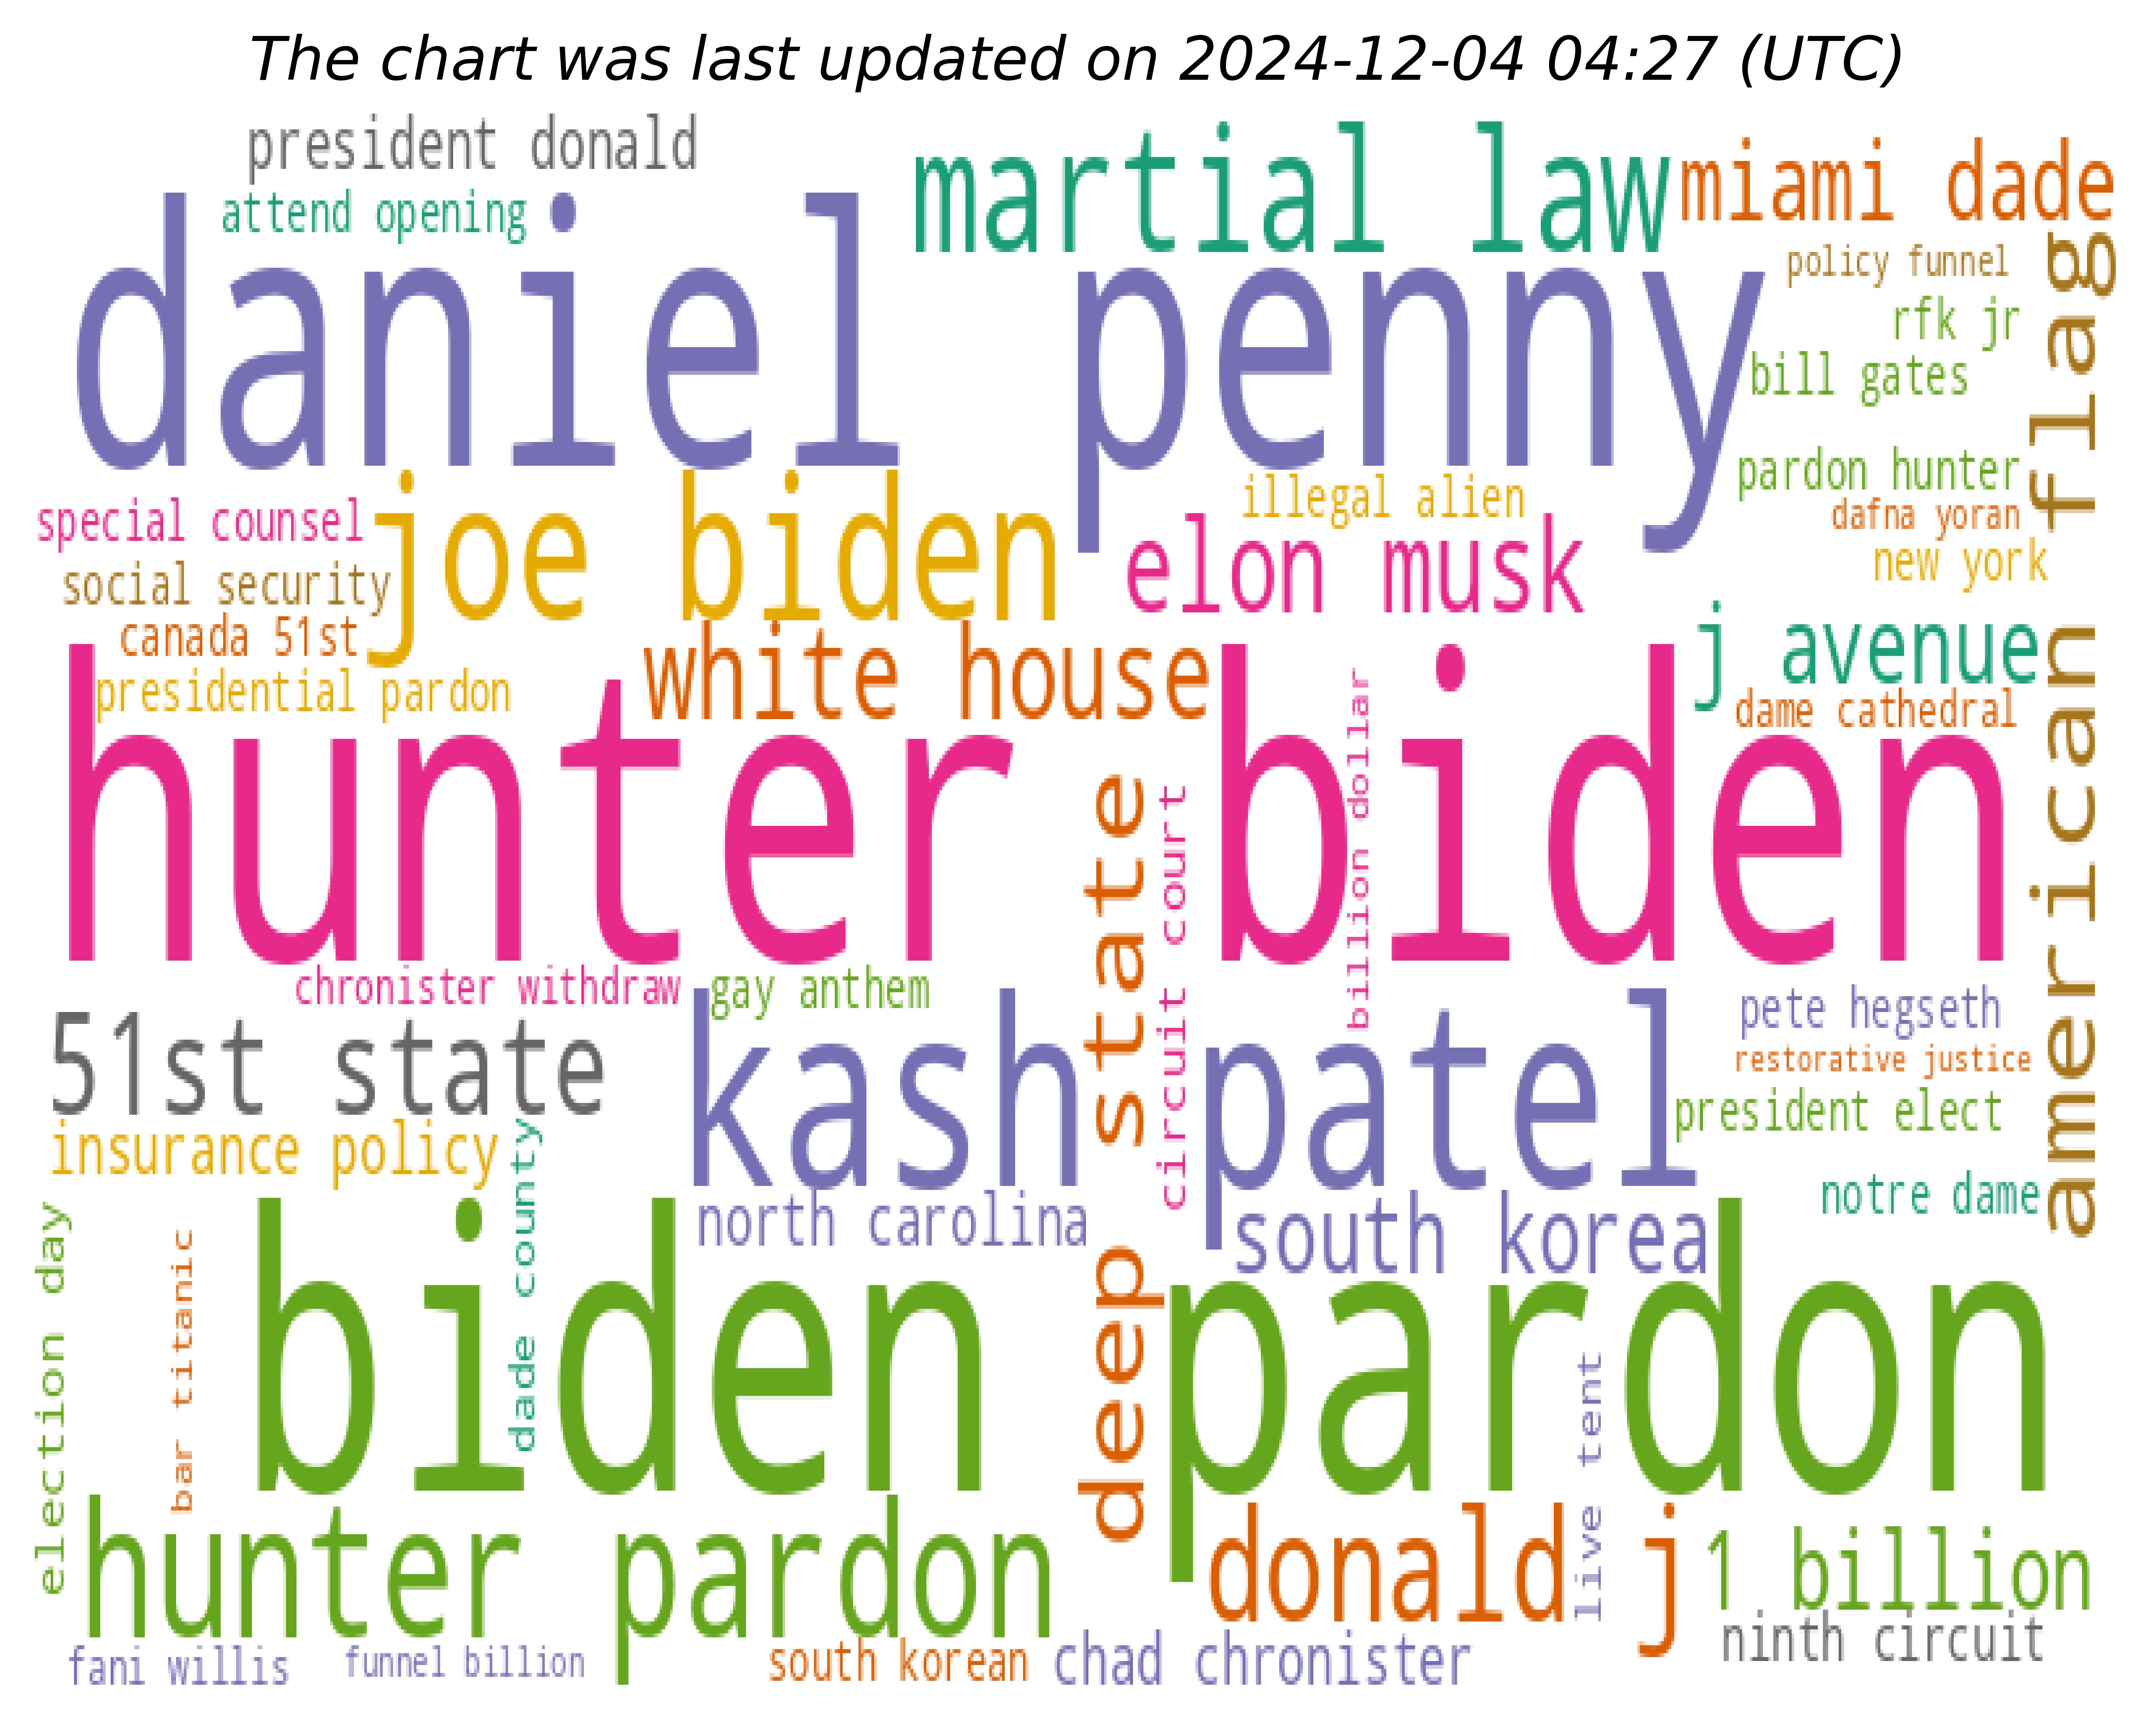 The chart was last updated on 2024-12-04 04:27 (UTC)
president donald
martial law
miami dade
attend opening
daniel penny
policy funnel
rfk jr
bill gates
american flag
pardon hunter
special counsel
joe biden
illegal alien
dafna yoran
elon musk
new york
social security
canada 51st
white house
j avenue
presidential pardon
dame cathedral
hunter biden
billion dollar
circuit court
deep state
chronister withdraw
gay anthem
51st state
kash patel
pete hegseth
restorative justice
president elect
insurance policy
dade county
north carolina
south korea
notre dame
election day
bar titanic
biden pardon
live tent
hunter pardon
donald j
1 billion
ninth circuit
fani willis
funnel billion
south korean
chad chronister